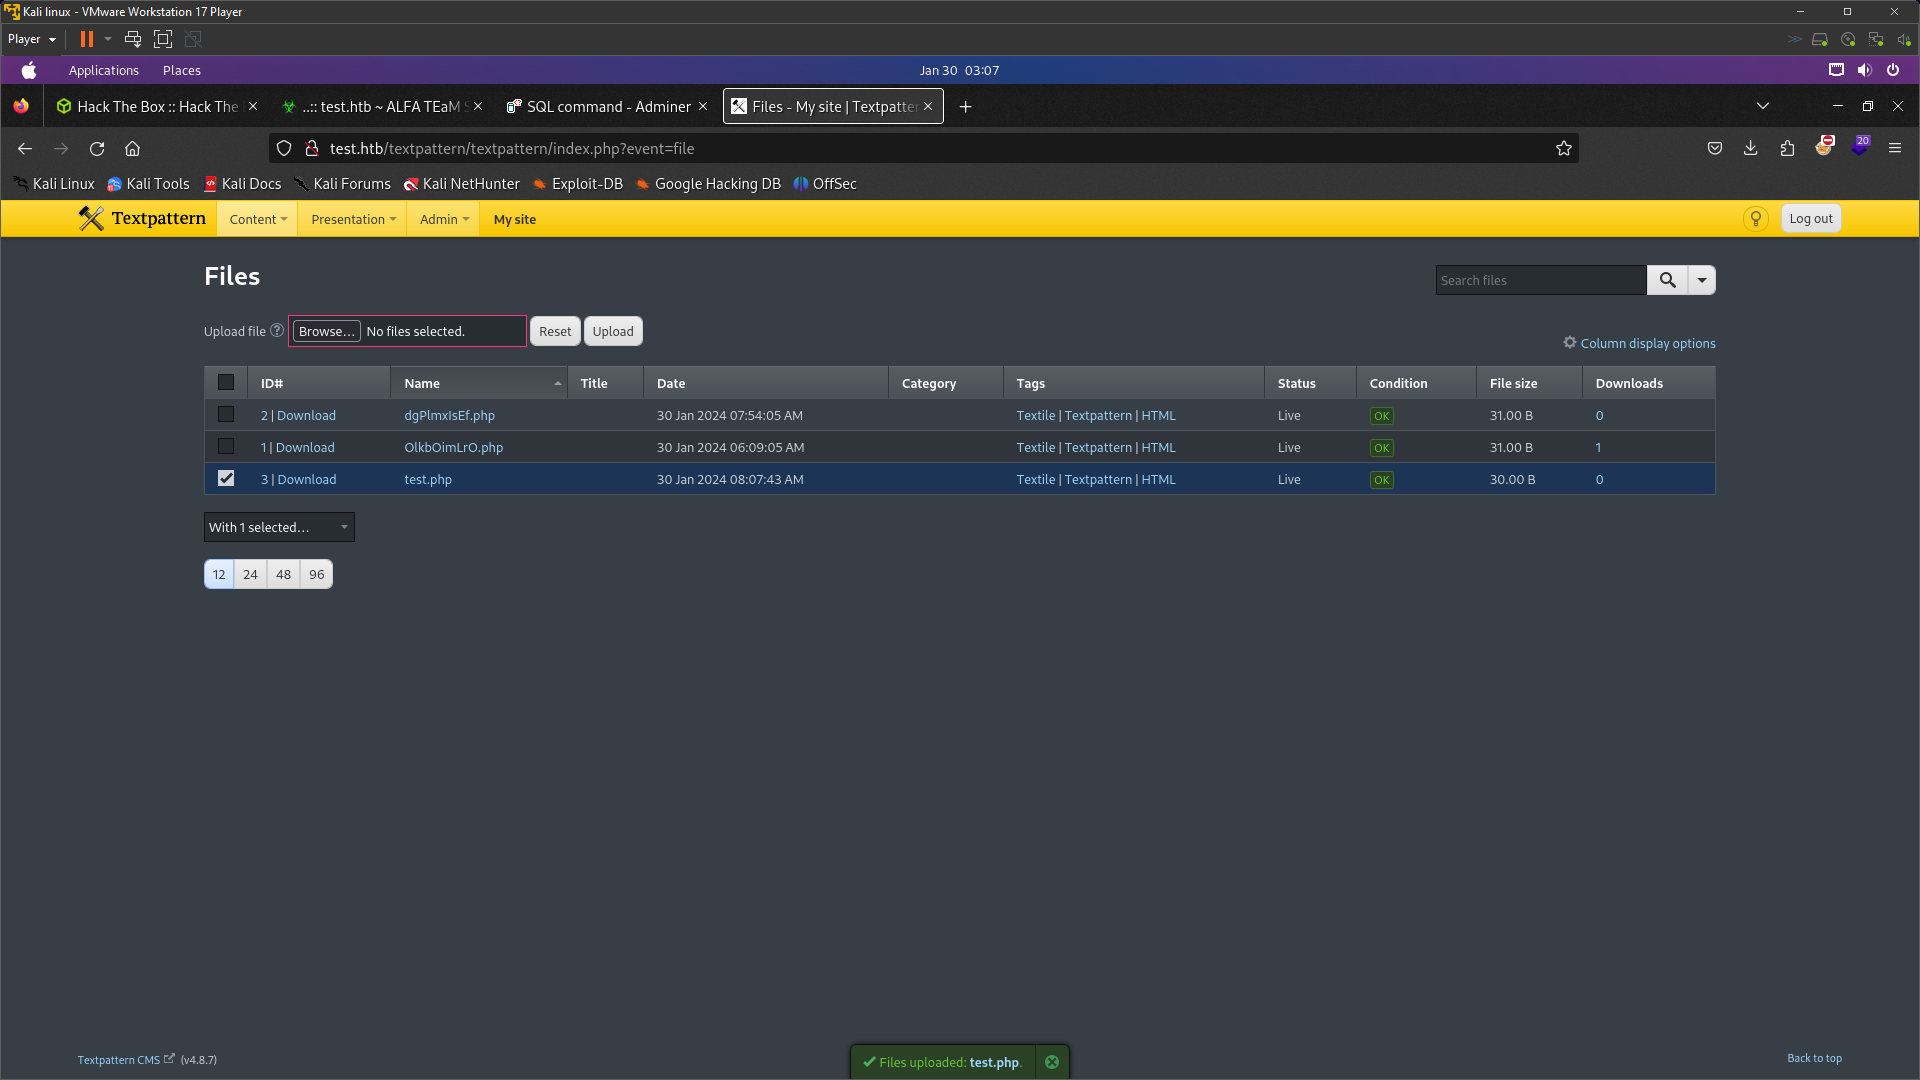 Kali linux - VMware Workstation 17 Player
Player
Applications Places Jan 30 03:07
Hack The Box :: Hack The ..:: test.htb ~ ALFA TEaM S SQL command - Adminer Files - My site | Textpatter
test.htb/textpattern/textpattern/index.php?event=file 20
Kali Linux Kali Tools Kali Docs Kali Forums Kali NetHunter Exploit-DB Google Hacking DB OffSec
Textpattern Content Presentation Admin My site Log out
Files Search files
Upload file Browse... No files selected. Reset Upload
Column display options
ID# Name Title Date Category Tags Status Condition File size Downloads
2 | Download dgPlmxIsEf.php 30 Jan 2024 07:54:05 AM Textile | Textpattern | HTML Live OK 31.00 B 0
1 | Download OlkbOimLrO.php 30 Jan 2024 06:09:05 AM Textile | Textpattern | HTML Live OK 31.00 B 1
3 | Download test.php 30 Jan 2024 08:07:43 AM Textile | Textpattern | HTML Live OK 30.00 B 0
With 1 selected...
12 24 48 96
Textpattern CMS (v4.8.7) Files uploaded: test.php. Back to top